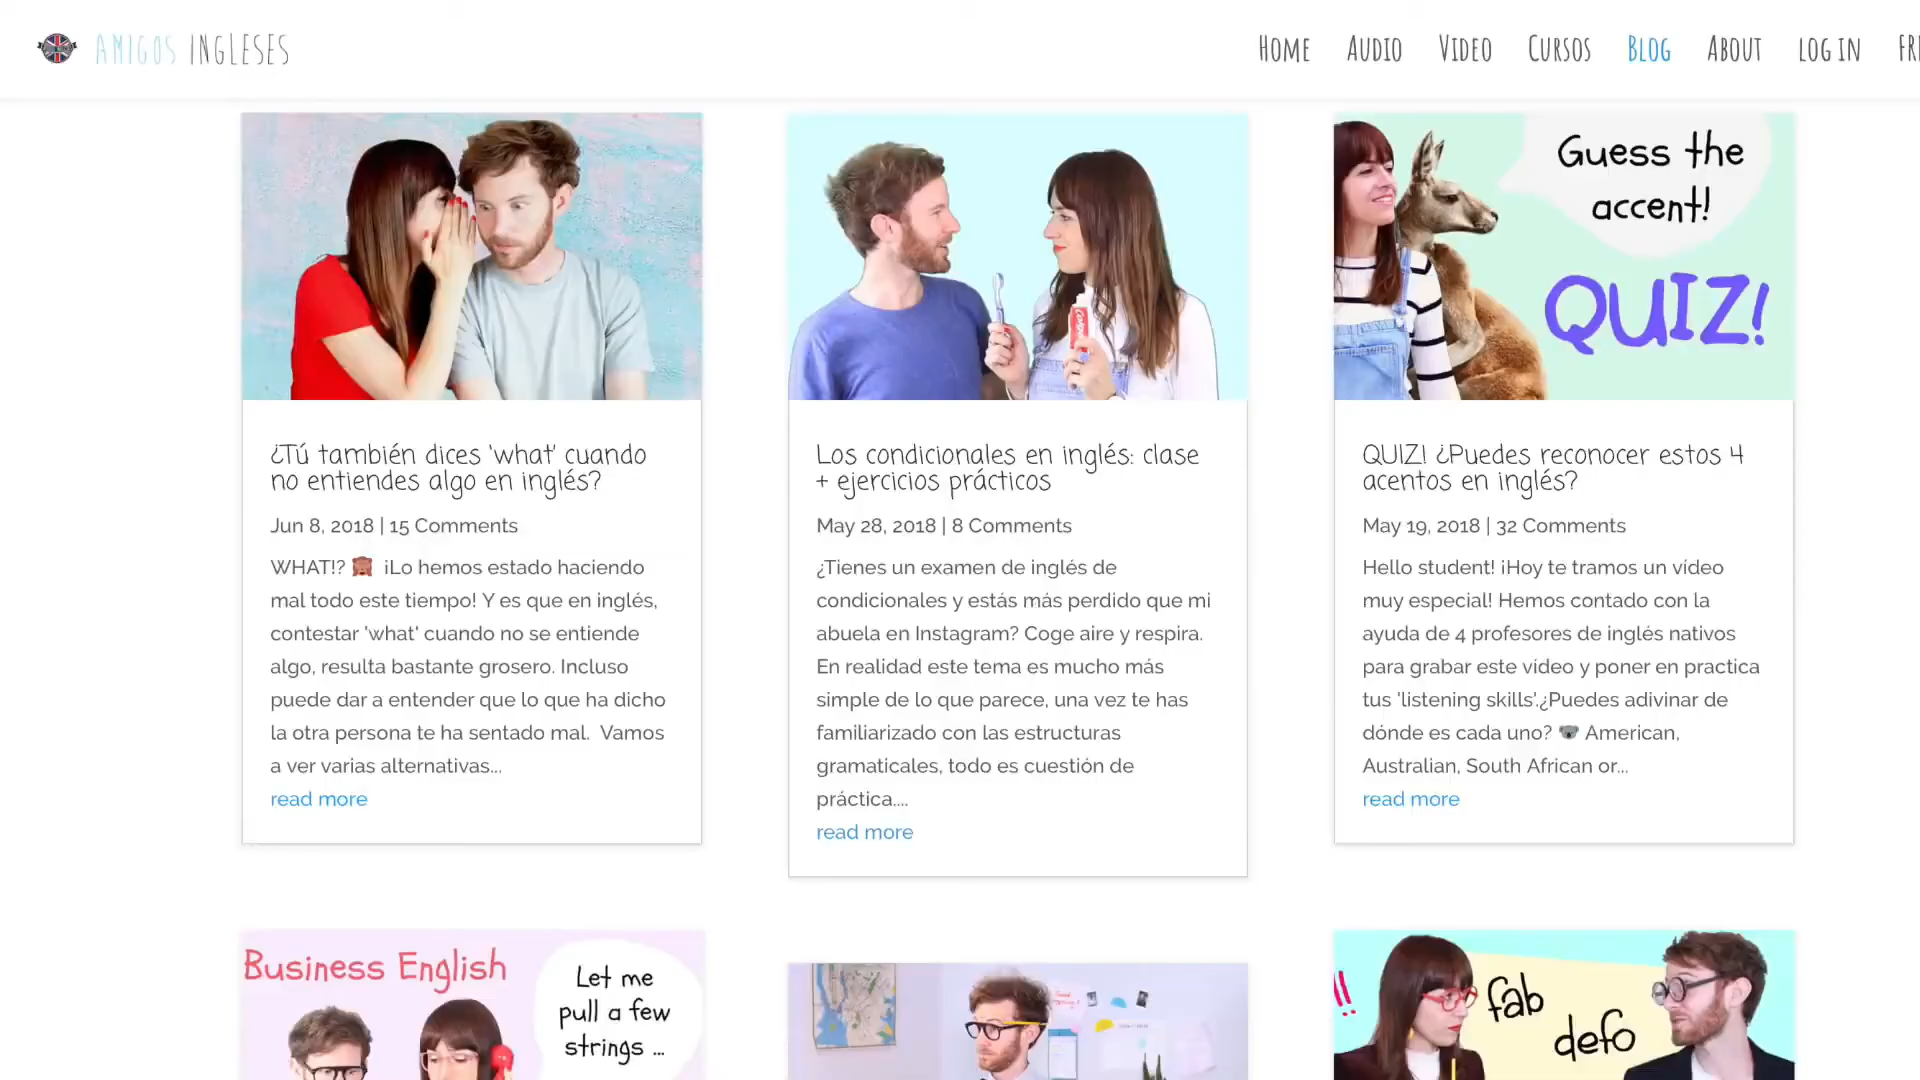 AMIGOS INGLESES
Home Audio Video Cursos Blog About log in
Guess the
accent!
QUIZ!
Colgate
¿Tú también dices 'what' cuando
no entiendes algo en inglés?
Jun 8, 2018 | 15 Comments
WHAT!? 🙈 ¡Lo hemos estado haciendo
mal todo este tiempo! Y es que en inglés,
contestar 'what' cuando no se entiende
algo, resulta bastante grosero. Incluso
puede dar a entender que lo que ha dicho
la otra persona te ha sentado mal. Vamos
a ver varias alternativas...
read more
Los condicionales en inglés: clase
+ ejercicios prácticos
May 28, 2018 | 8 Comments
¿Tienes un examen de inglés de
condicionales y estás más perdido que mi
abuela en Instagram? Coge aire y respira.
En realidad este tema es mucho más
simple de lo que parece, una vez te has
familiarizado con las estructuras
gramaticales, todo es cuestión de
práctica....
read more
QUIZ! ¿Puedes reconocer estos 4
acentos en inglés?
May 19, 2018 | 32 Comments
Hello student! ¡Hoy te tramos un vídeo
muy especial! Hemos contado con la
ayuda de 4 profesores de inglés nativos
para grabar este vídeo y poner en practica
tus 'listening skills'.¿Puedes adivinar de
dónde es cada uno? 🐨 American,
Australian, South African or...
read more
Business English
Let me
pull a few
strings ...
fab
defo